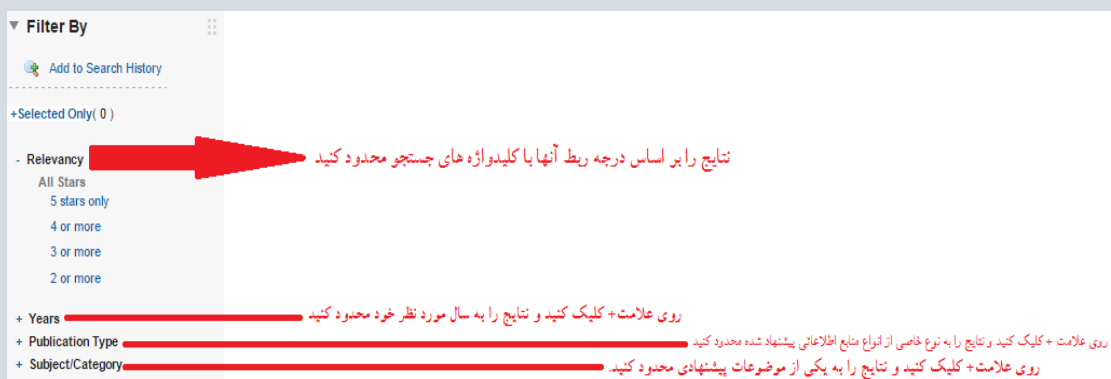 Filter By
Add to Search History
+Selected Only( 0 )
- Relevancy
نتایج را بر اساس درجه ربط آنها با کلیدواژه های جستجو محدود کنید
All Stars
5 stars only
4 or more
3 or more
2 or more
+ Years
روی علامت+ کلیک کنید و نتایج را به سال مورد نظر خود محدود کنید
+ Publication Type
روی علامت + کلیک کنید و نتایج را به نوع خاصی از انواع منابع اطلاعاتی پیشنهاد شده محدود کنید
+ Subject/Category
روی علامت+ کلیک کنید و نتایج را به یکی از موضوعات پیشنهادی محدود کنید.